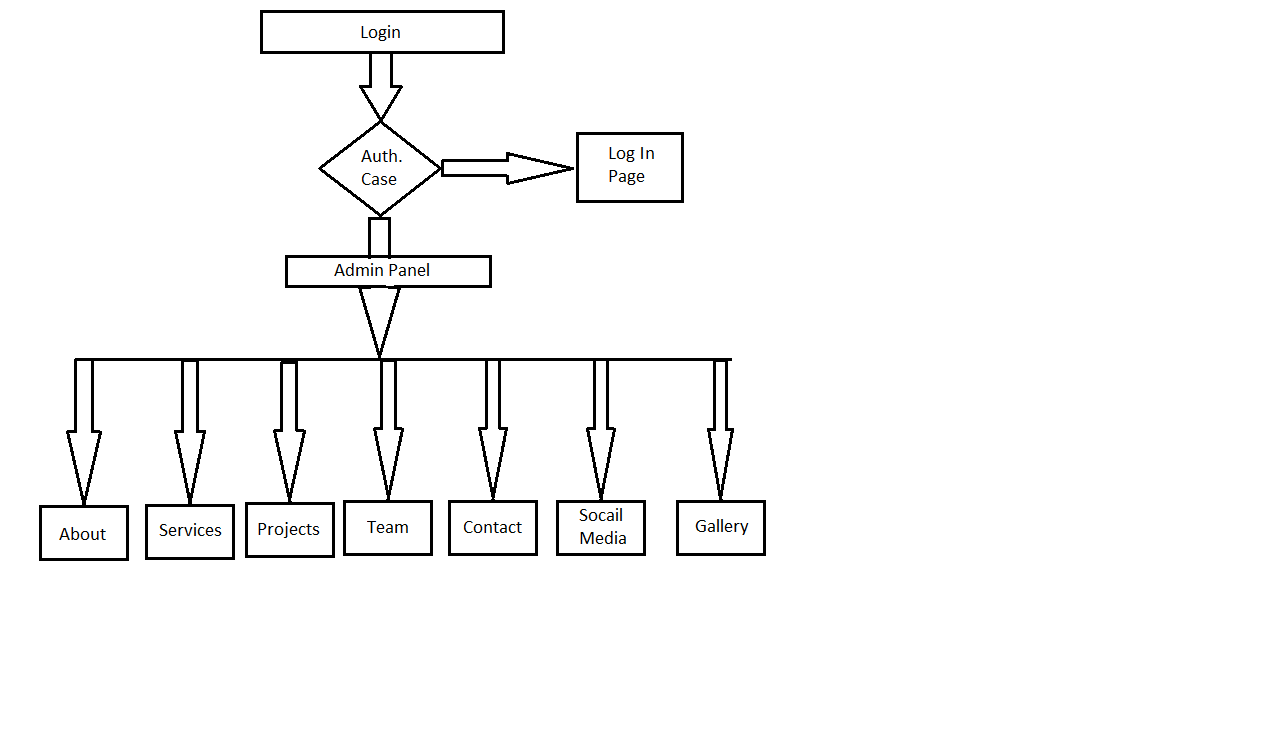 Login
Auth.
Case
Log In
Page
Admin Panel
About
Services
Projects
Team
Contact
Socail
Media
Gallery